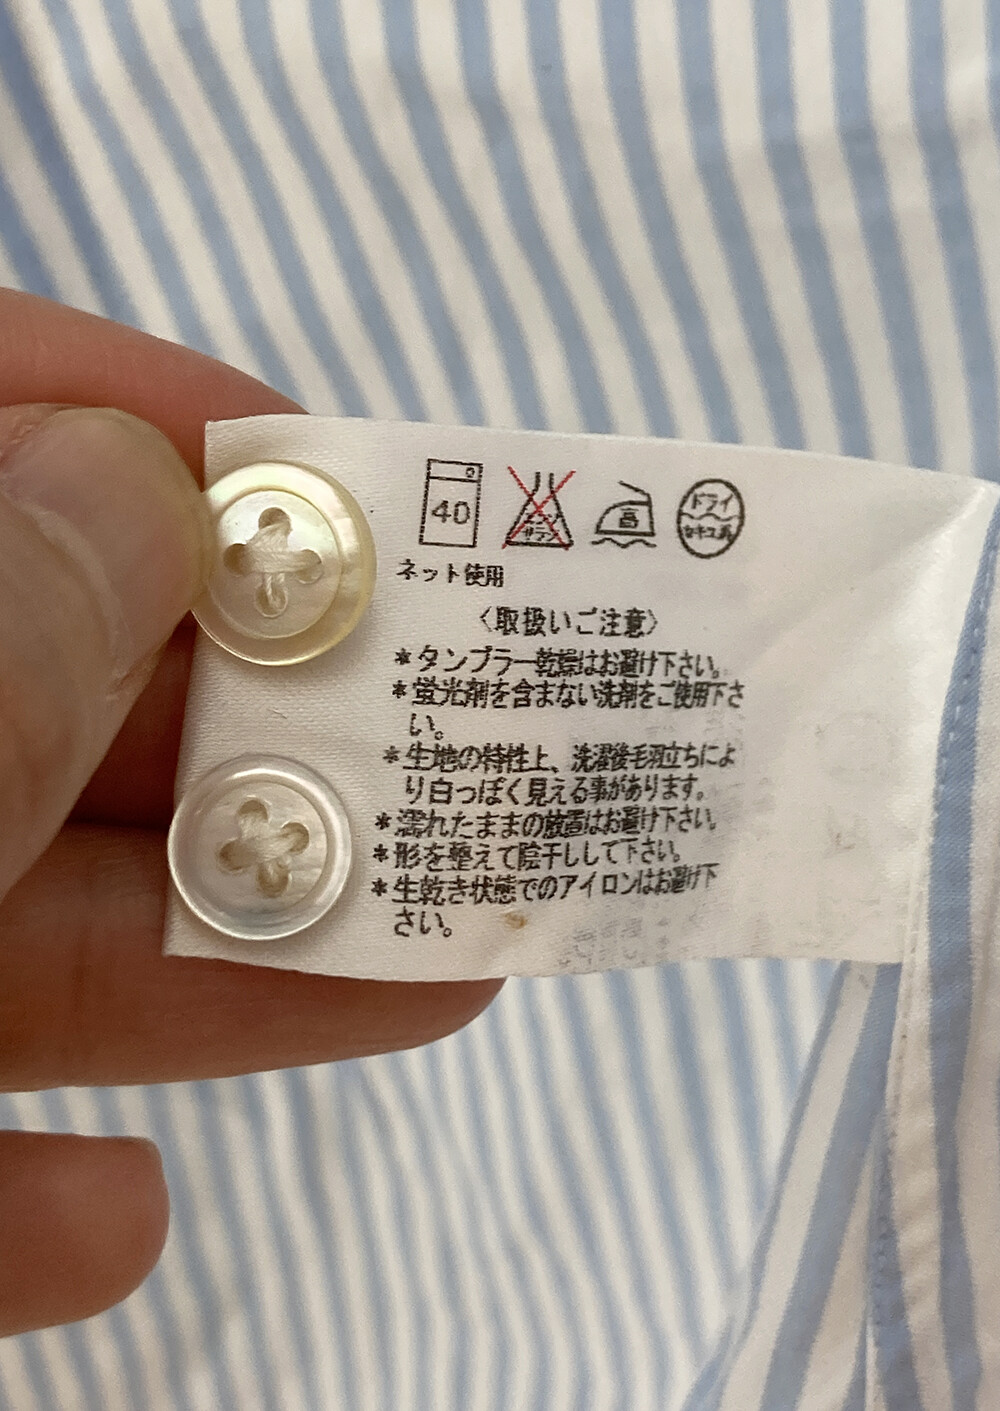 40
高
ドライ
セキユ系
ネット使用
〈取扱いご注意〉
*タンブラー乾燥はお避け下さい。
*蛍光剤を含まない洗剤をご使用下さ
い。
*生地の特性上、洗濯後毛羽立ちによ
り白っぽく見える事があります。
*濡れたままの放置はお避け下さい。
*形を整えて陰干しして下さい。
*生乾き状態でのアイロンはお避け下
さい。